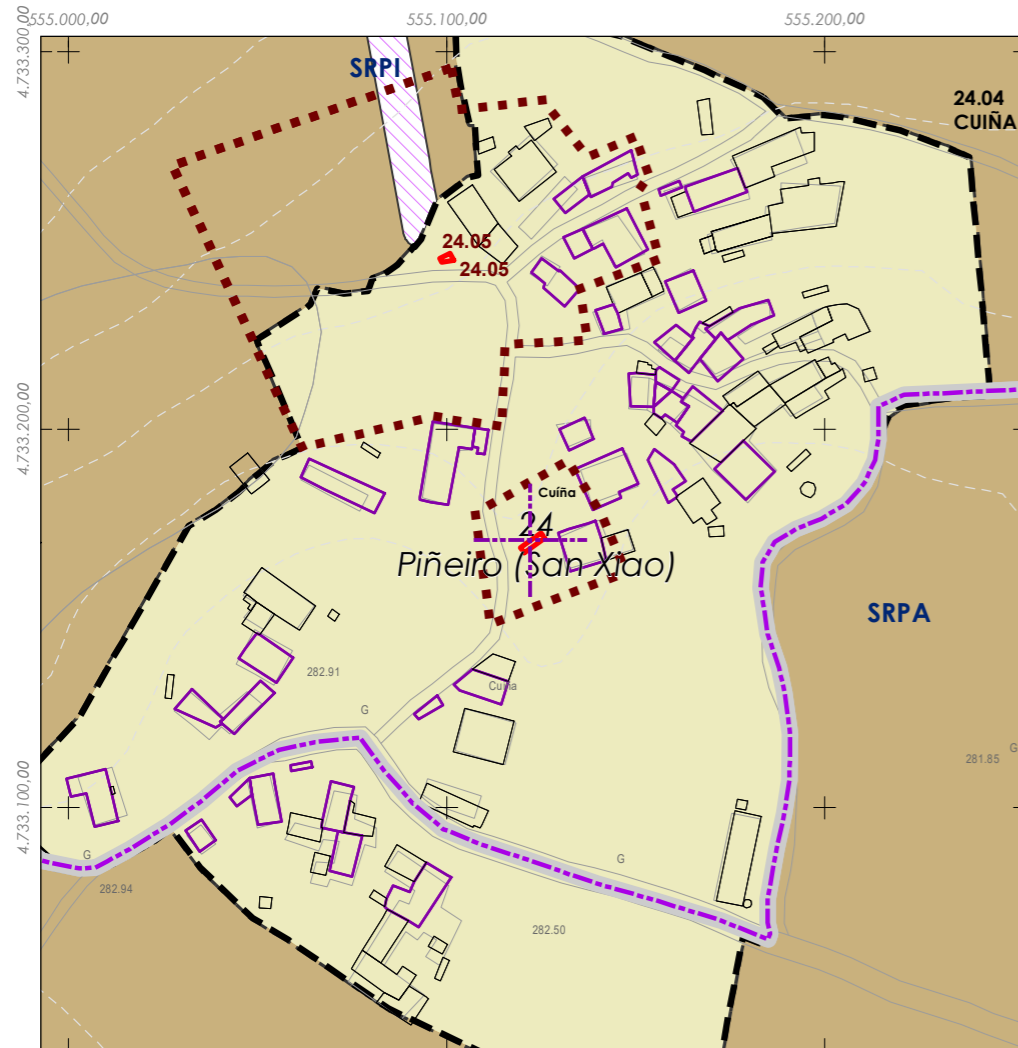 555.000,00
555.100,00
555.200,00
4.733.300,00
SRPI
24.04
CUIÑA
24.05
24.05
4.733.200,00
Cuíña
24
Piñeiro (San Xiao)
SRPA
282.91
Cuíña
G
G
281.85
4.733.100,00
G
G
282.94
282.50